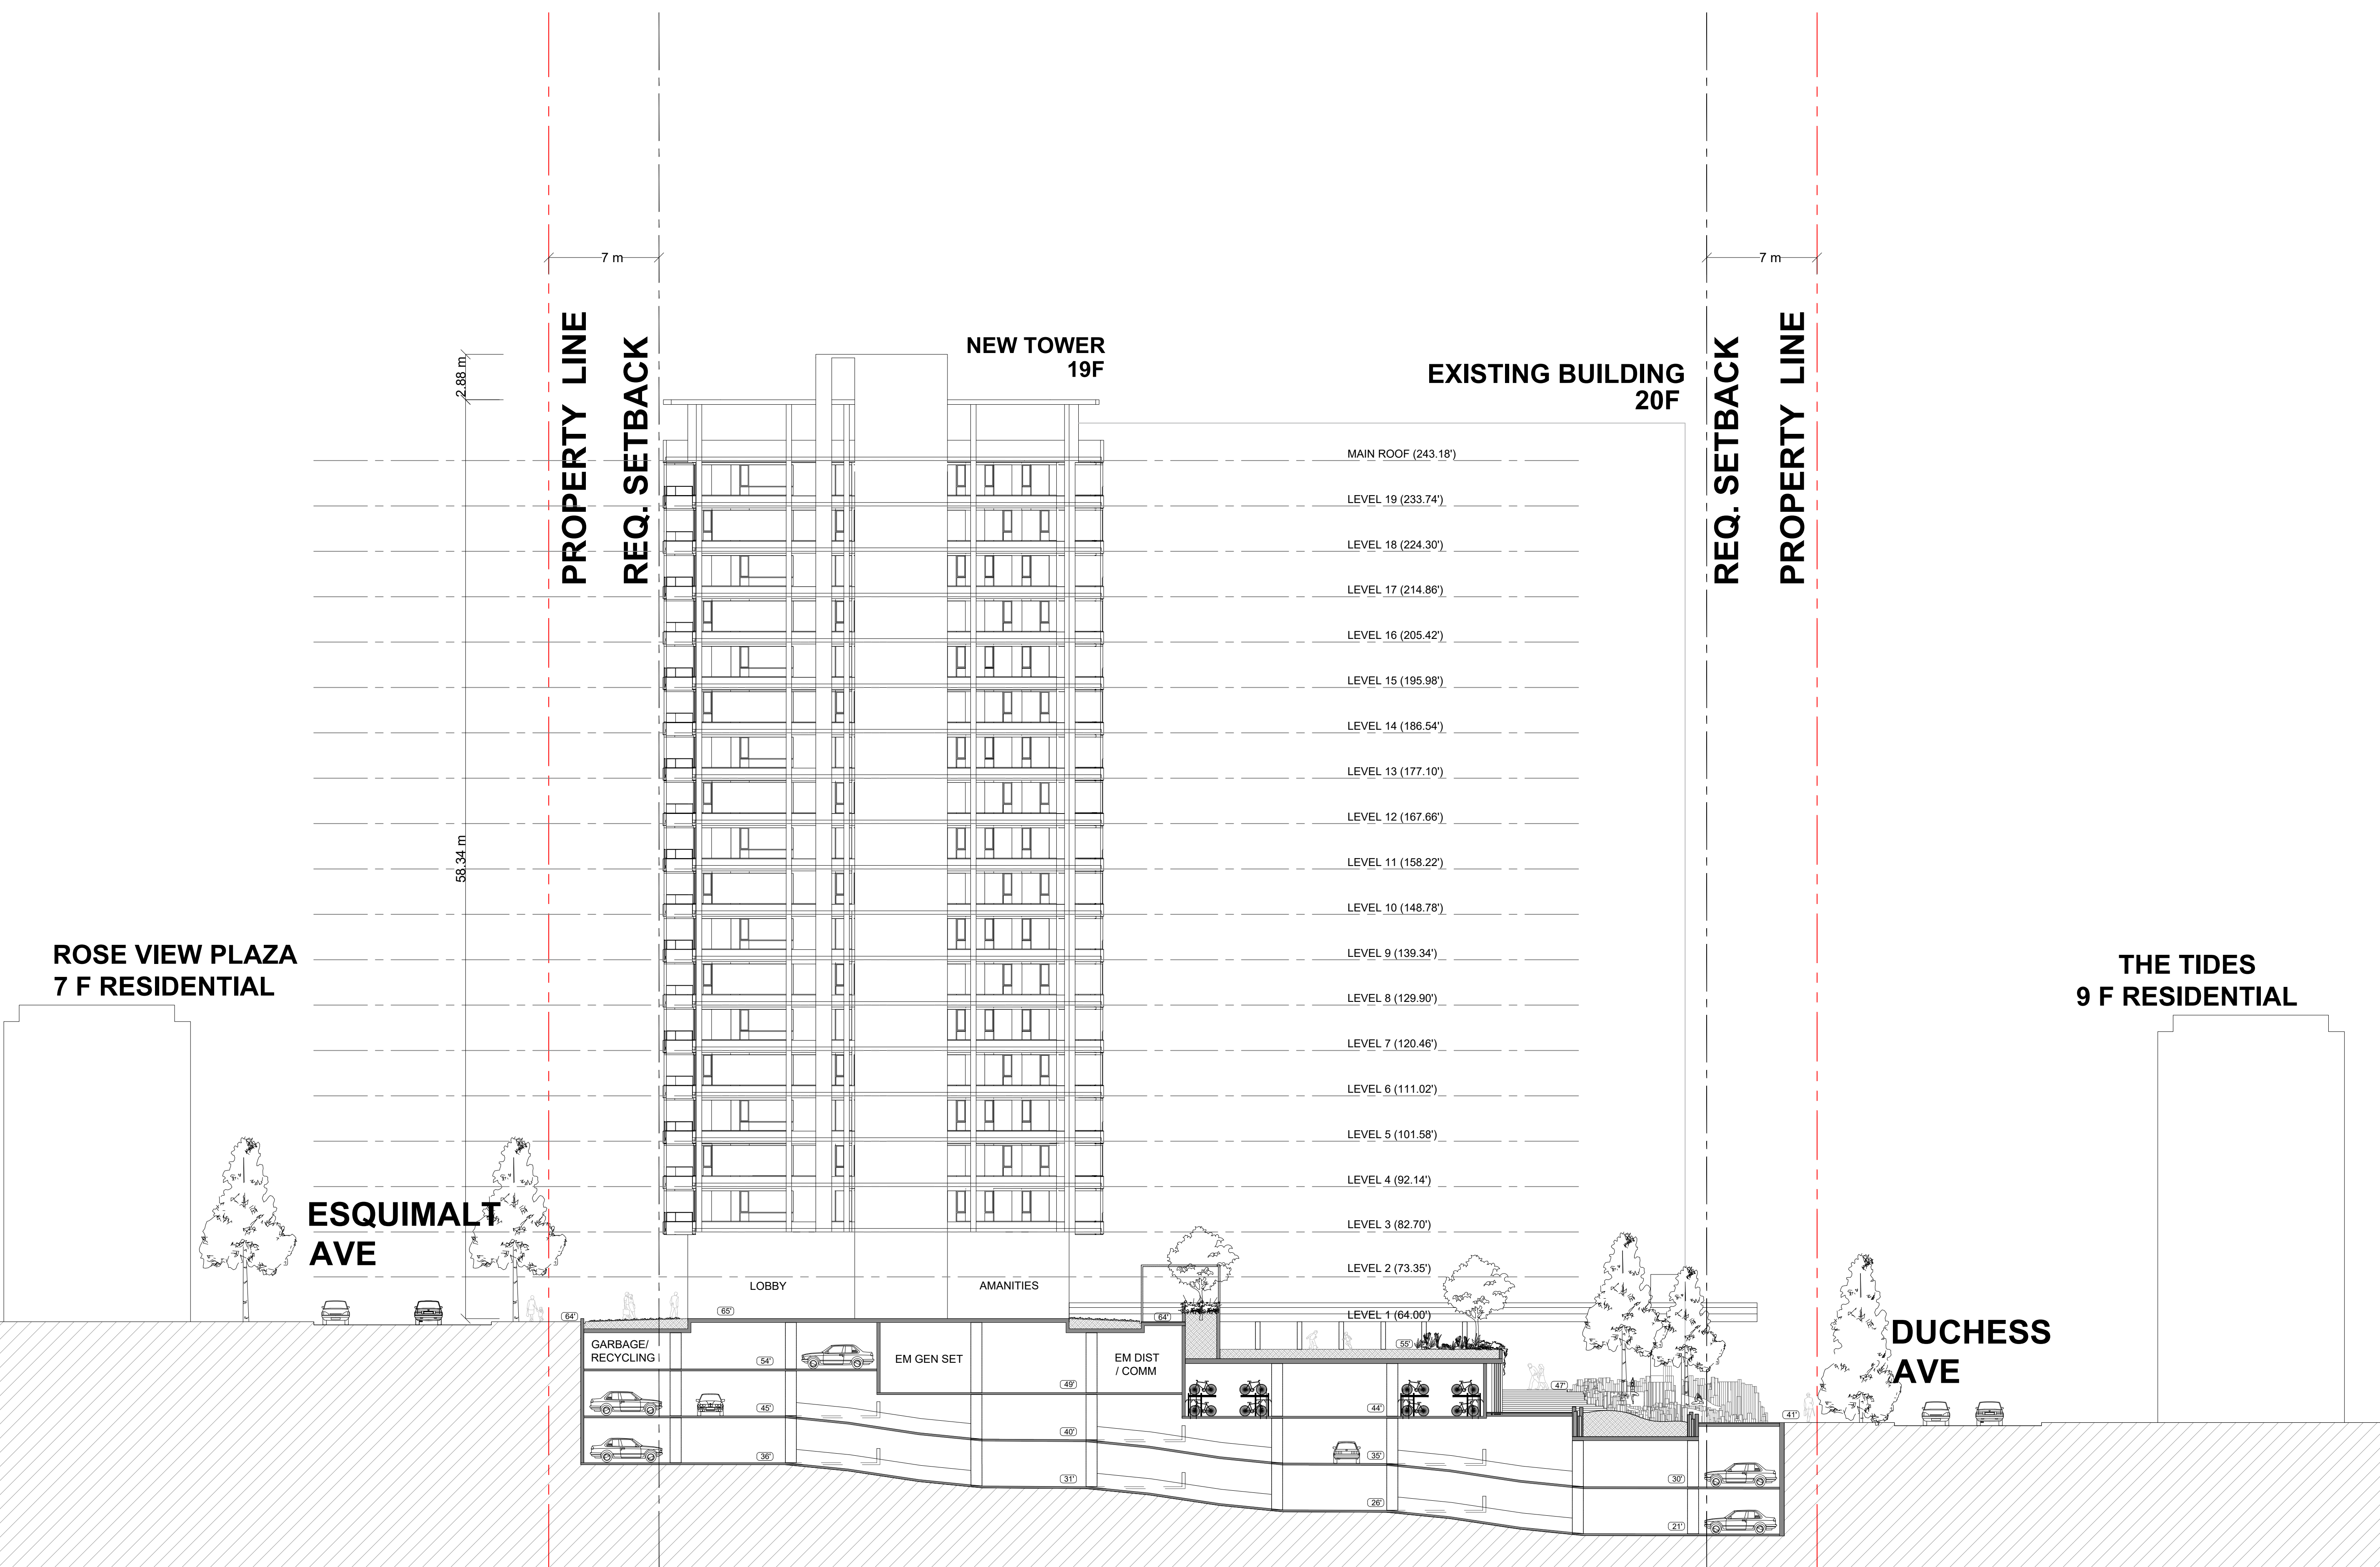 7 m
7 m
PROPERTY LINE
REQ. SETBACK
REQ. SETBACK
PROPERTY LINE
2.88 m
58.34 m
NEW TOWER
19F
EXISTING BUILDING
20F
MAIN ROOF (243.18')
LEVEL 19 (233.74')
LEVEL 18 (224.30')
LEVEL 17 (214.86')
LEVEL 16 (205.42')
LEVEL 15 (195.98')
LEVEL 14 (186.54')
LEVEL 13 (177.10')
LEVEL 12 (167.66')
LEVEL 11 (158.22')
LEVEL 10 (148.78')
LEVEL 9 (139.34')
LEVEL 8 (129.90')
LEVEL 7 (120.46')
LEVEL 6 (111.02')
LEVEL 5 (101.58')
LEVEL 4 (92.14')
LEVEL 3 (82.70')
LEVEL 2 (73.35')
LEVEL 1 (64.00')
ROSE VIEW PLAZA
7 F RESIDENTIAL
THE TIDES
9 F RESIDENTIAL
ESQUIMALT
AVE
DUCHESS
AVE
LOBBY
AMANITIES
64'
65'
64'
GARBAGE/
RECYCLING
54'
EM GEN SET
EM DIST
/ COMM
55'
49'
47'
45'
44'
41'
40'
36'
35'
31'
30'
26'
21'